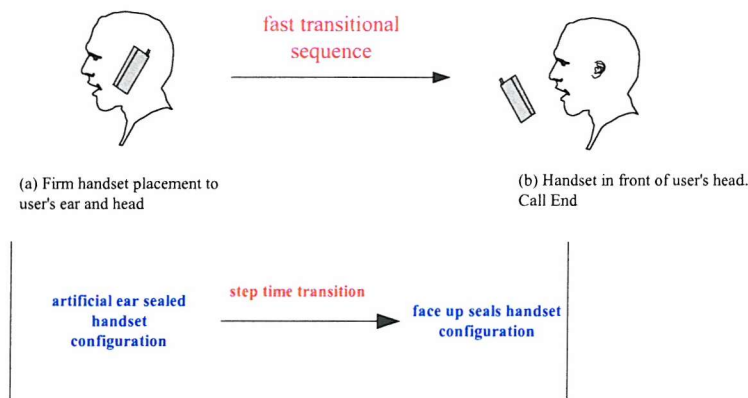 fast transitional
sequence
(a) Firm handset placement to
user's ear and head
(b) Handset in front of user's head.
Call End
artificial ear sealed
handset
configuration
step time transition
face up seals handset
configuration